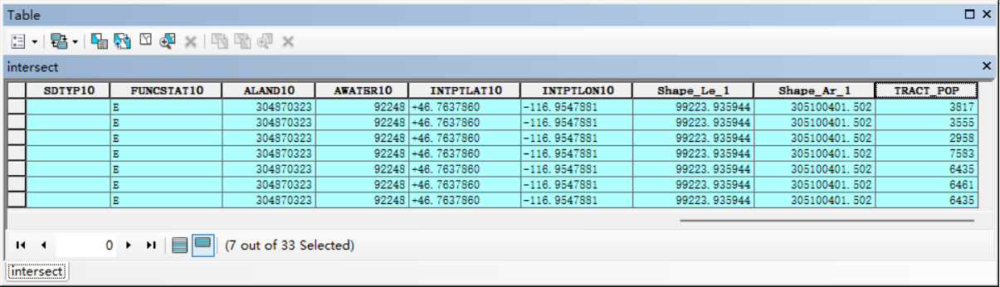 Table
intersect
SDTYP10 FUNCSTAT10 ALAND10 AWATER10 INTPTLAT10 INTPTLON10 Shape_Le_1 Shape_Ar_1 TRACT_POP
E 304870323 92248 +46.7637860 -116.9547881 99223.935944 305100401.502 3817
E 304870323 92248 +46.7637860 -116.9547881 99223.935944 305100401.502 3555
E 304870323 92248 +46.7637860 -116.9547881 99223.935944 305100401.502 2958
E 304870323 92248 +46.7637860 -116.9547881 99223.935944 305100401.502 7583
E 304870323 92248 +46.7637860 -116.9547881 99223.935944 305100401.502 6435
E 304870323 92248 +46.7637860 -116.9547881 99223.935944 305100401.502 6461
E 304870323 92248 +46.7637860 -116.9547881 99223.935944 305100401.502 6435
0 (7 out of 33 Selected)
intersect